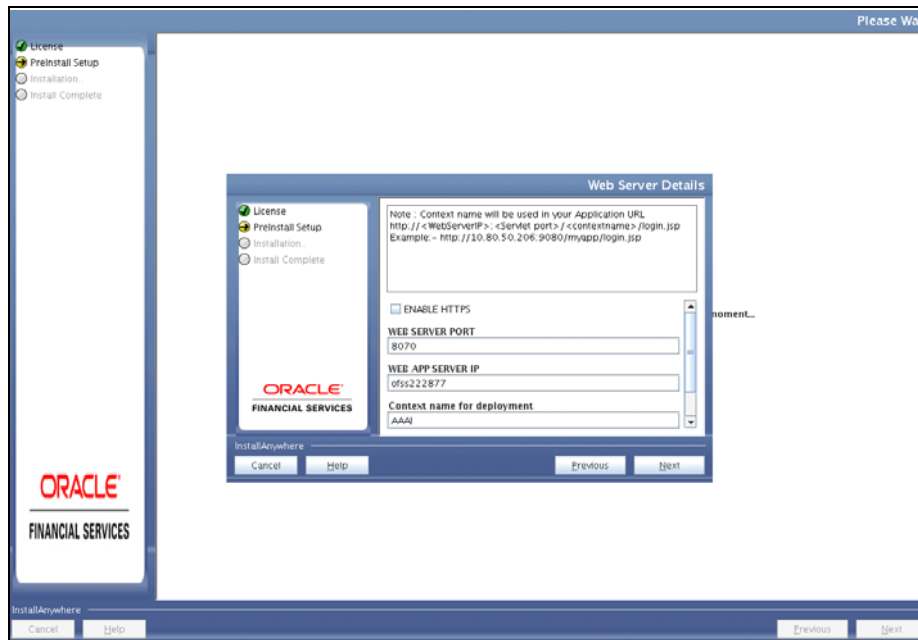 Please Wa
License
PreInstall Setup
Installation...
Install Complete
Web Server Details
License
PreInstall Setup
Installation...
Install Complete
Note : Context name will be used in your Application URL
http://<WebServerIP>:<Servlet port>/<contextname>/login.jsp
Example:- http://10.80.50.206:9080/myapp/login.jsp
ENABLE HTTPS
WEB SERVER PORT
8070
WEB APP SERVER IP
ofss222877
Context name for deployment
AAAI
ORACLE
FINANCIAL SERVICES
InstallAnywhere
Cancel
Help
Previous
Next
moment...
ORACLE
FINANCIAL SERVICES
InstallAnywhere
Cancel
Help
Previous
Next